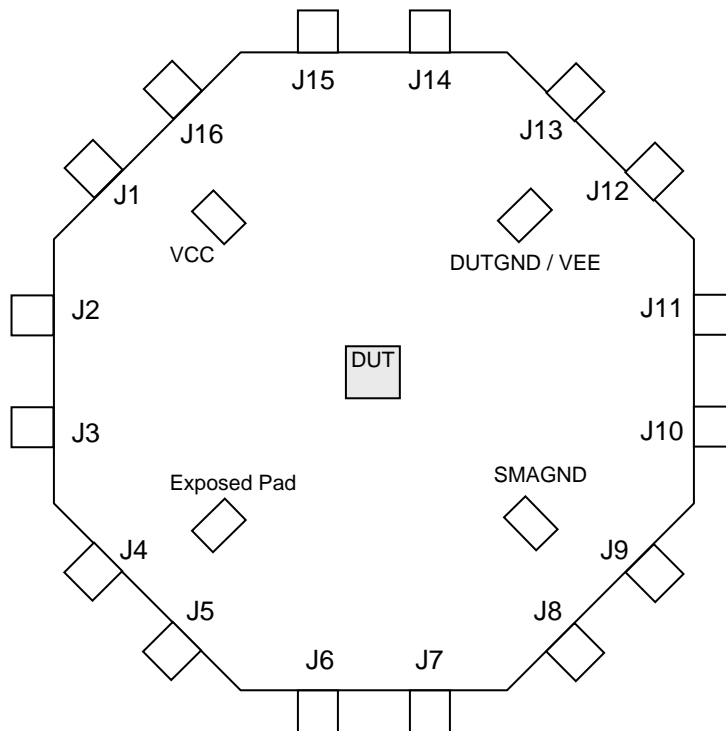 J15
J14
J16
J13
J1
J12
VCC
DUTGND / VEE
J2
J11
DUT
J3
J10
Exposed Pad
SMAGND
J4
J9
J5
J8
J6
J7